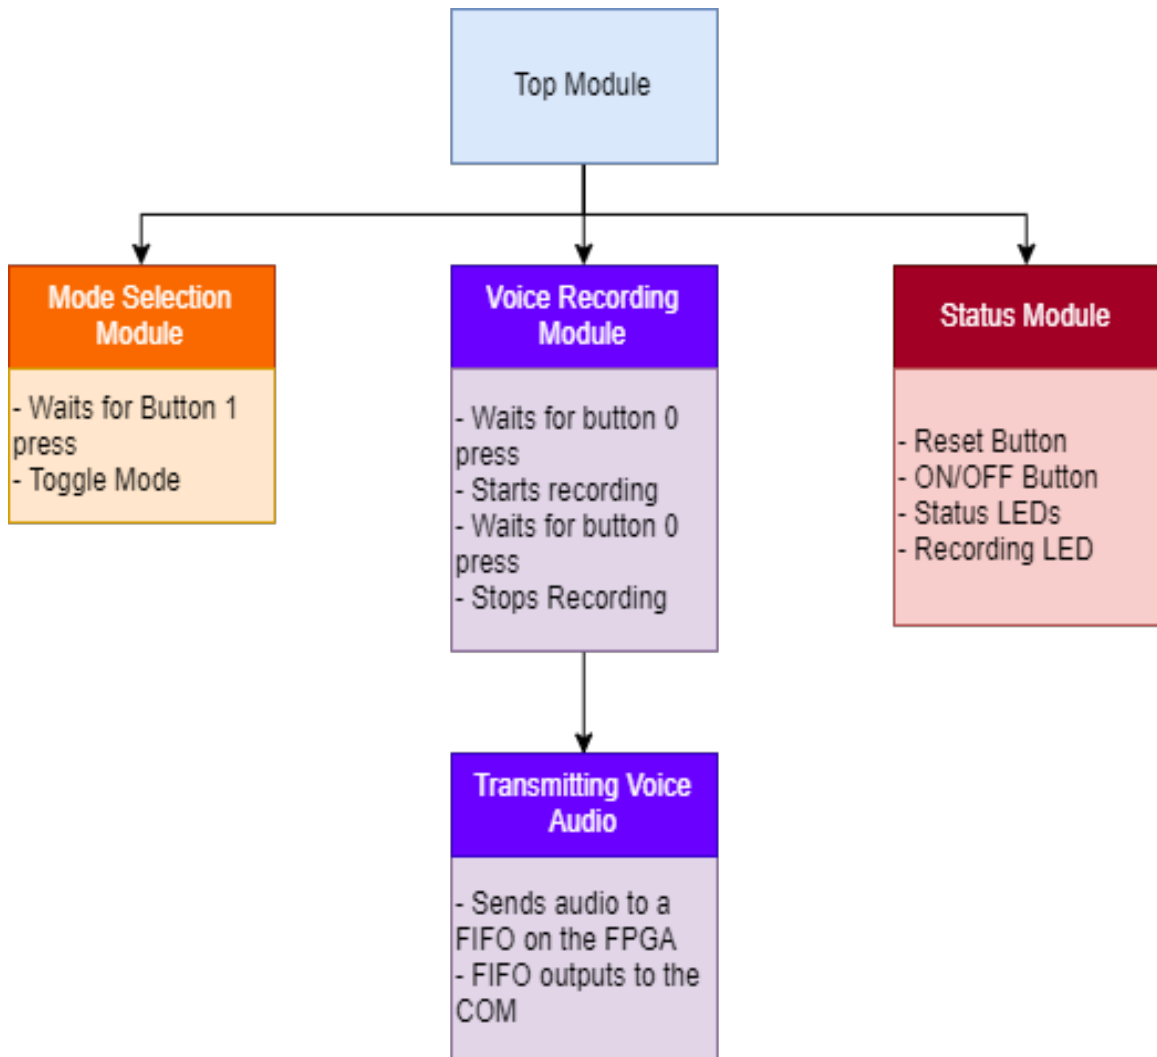 Top Module
Mode Selection
Module
- Waits for Button 1
press
- Toggle Mode
Voice Recording
Module
- Waits for button 0
press
- Starts recording
- Waits for button 0
press
- Stops Recording
Status Module
- Reset Button
- ON/OFF Button
- Status LEDs
- Recording LED
Transmitting Voice
Audio
- Sends audio to a
FIFO on the FPGA
- FIFO outputs to the
COM